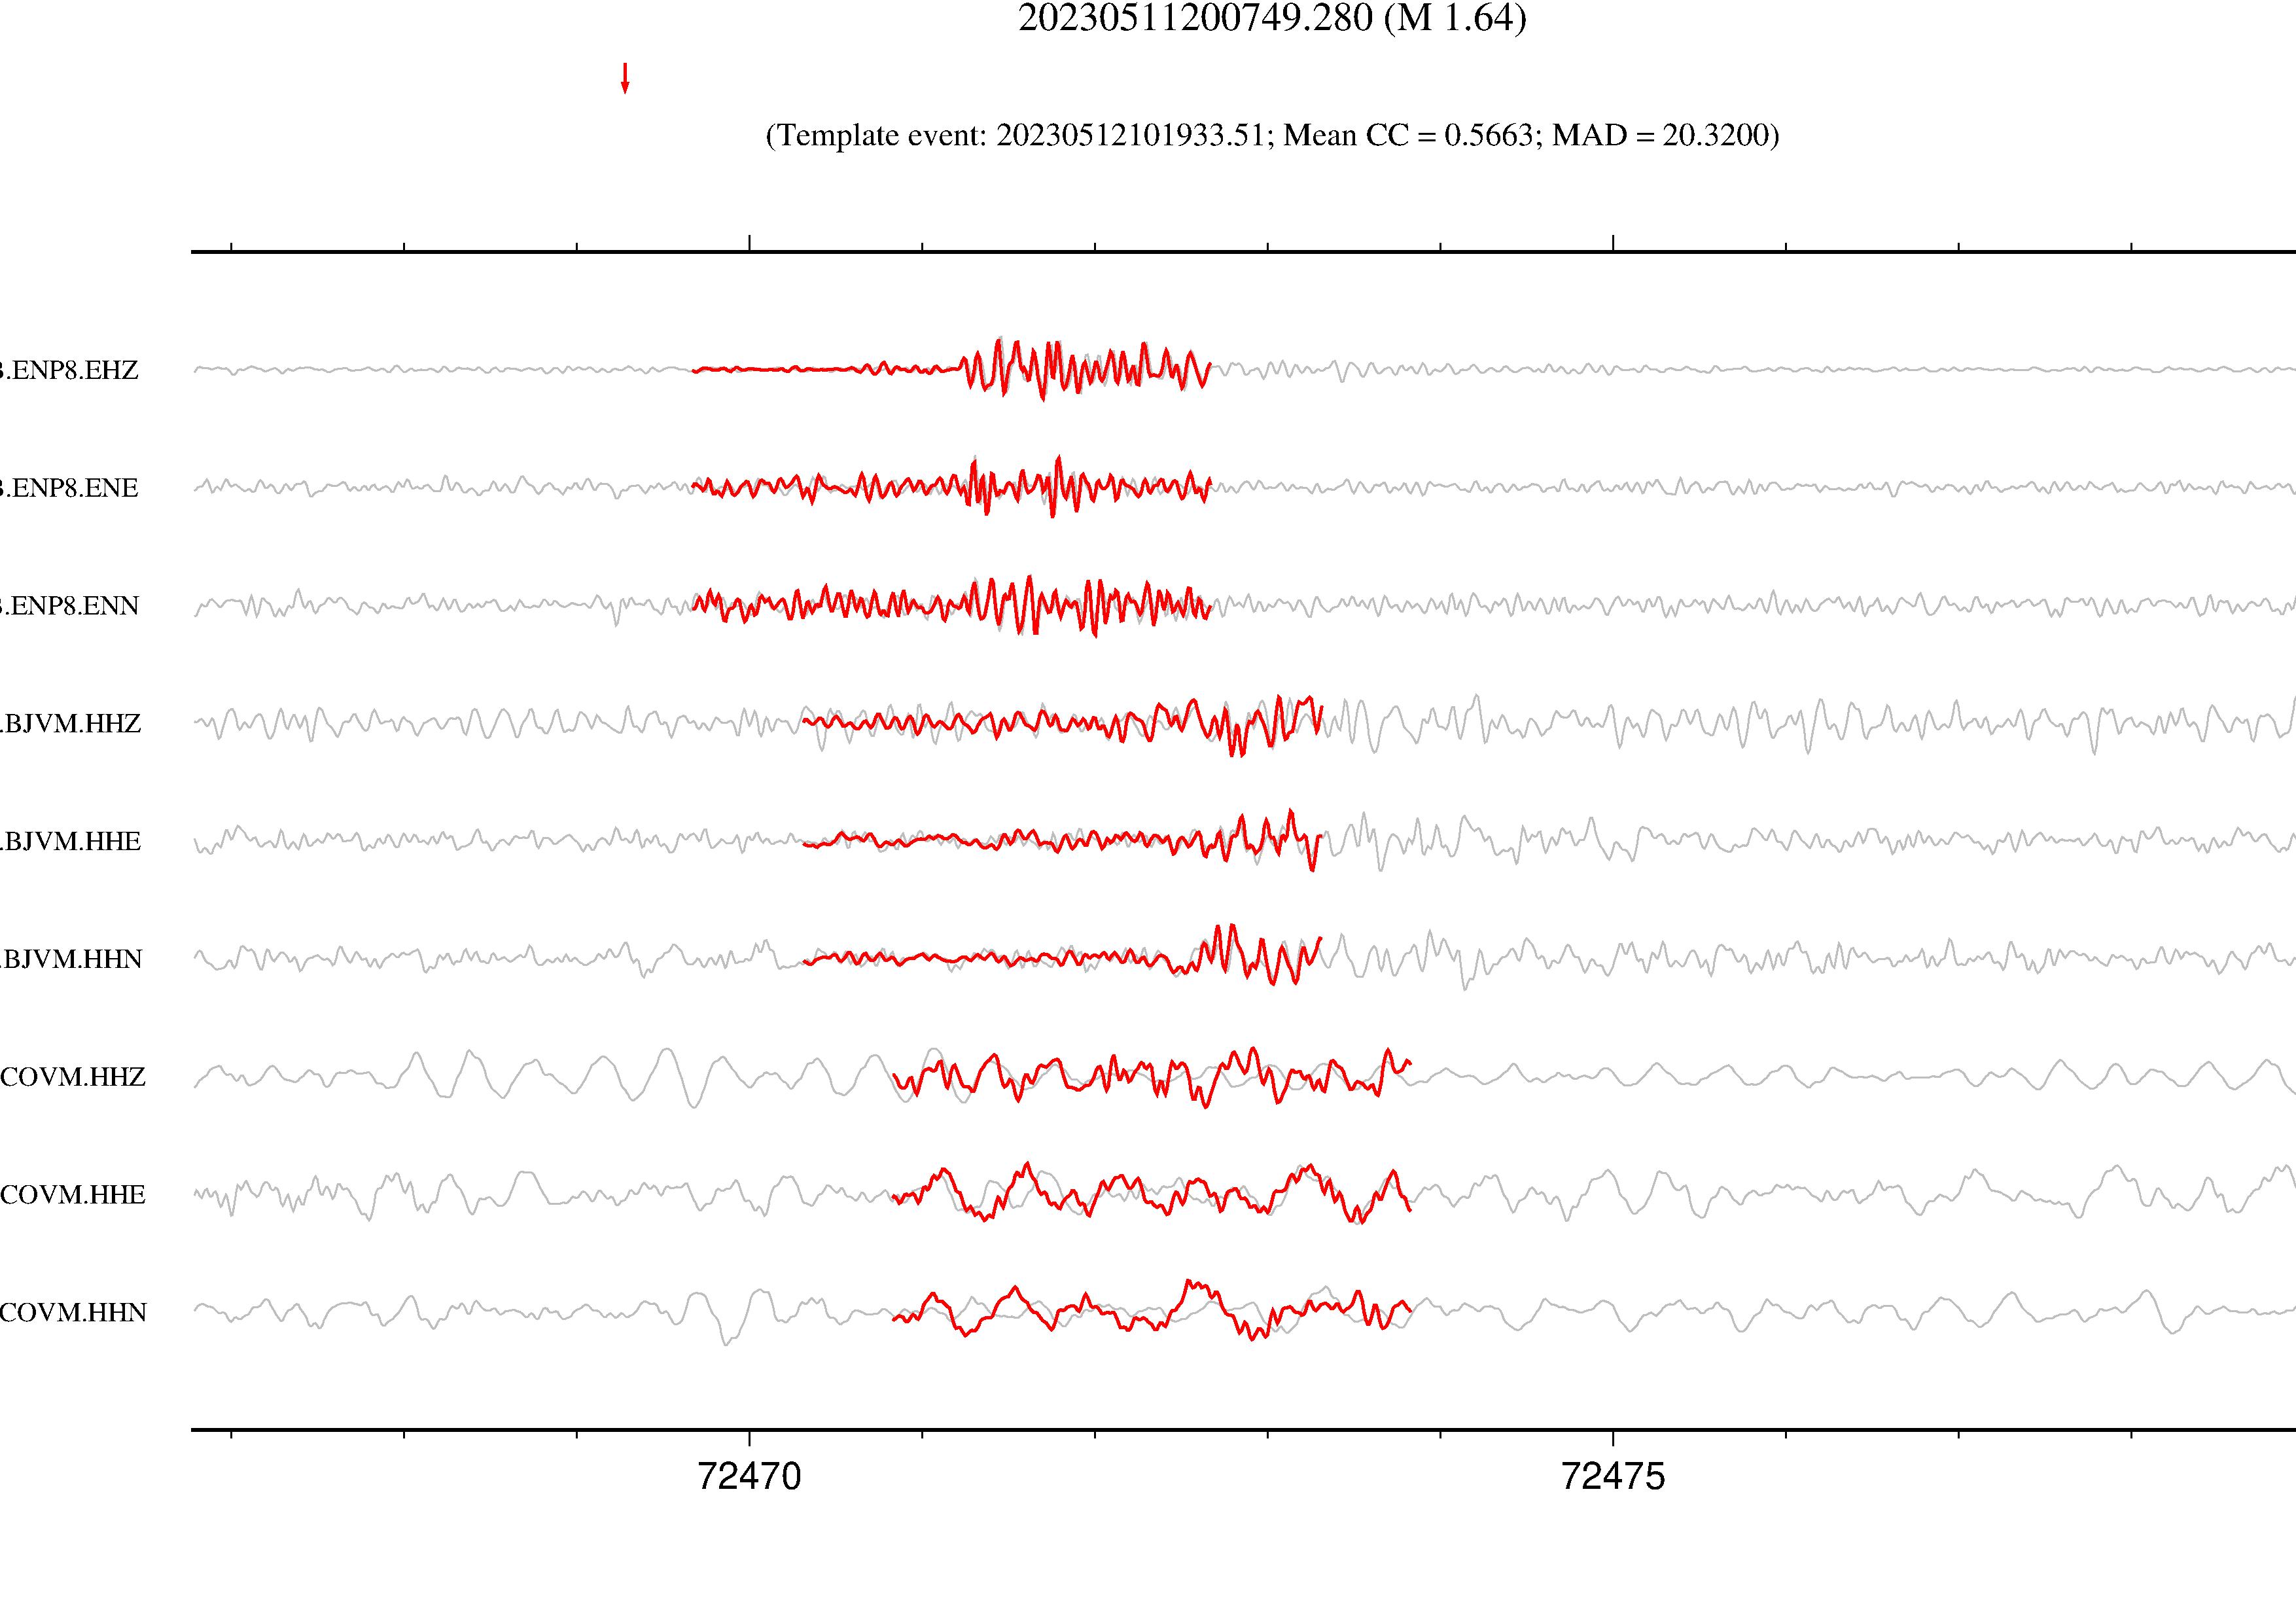 20230511200749.280 (M 1.64)
(Template event: 20230512101933.51; Mean CC = 0.5663; MAD = 20.3200)
.ENP8.EHZ
.ENP8.ENE
.ENP8.ENN
.BJVM.HHZ
.BJVM.HHE
.BJVM.HHN
COVM.HHZ
COVM.HHE
COVM.HHN
72470 72475